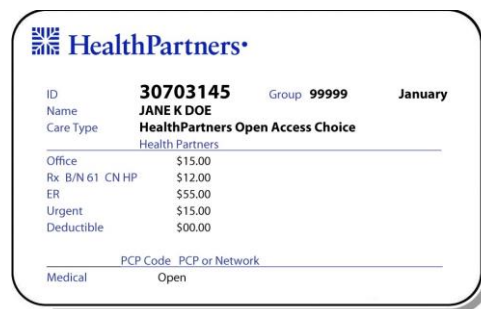 HealthPartners
ID 30703145 Group 99999 January
Name JANE K DOE
Care Type HealthPartners Open Access Choice
Health Partners
Office $15.00
Rx B/N 61 CN HP $12.00
ER $55.00
Urgent $15.00
Deductible $00.00
PCP Code PCP or Network
Medical Open